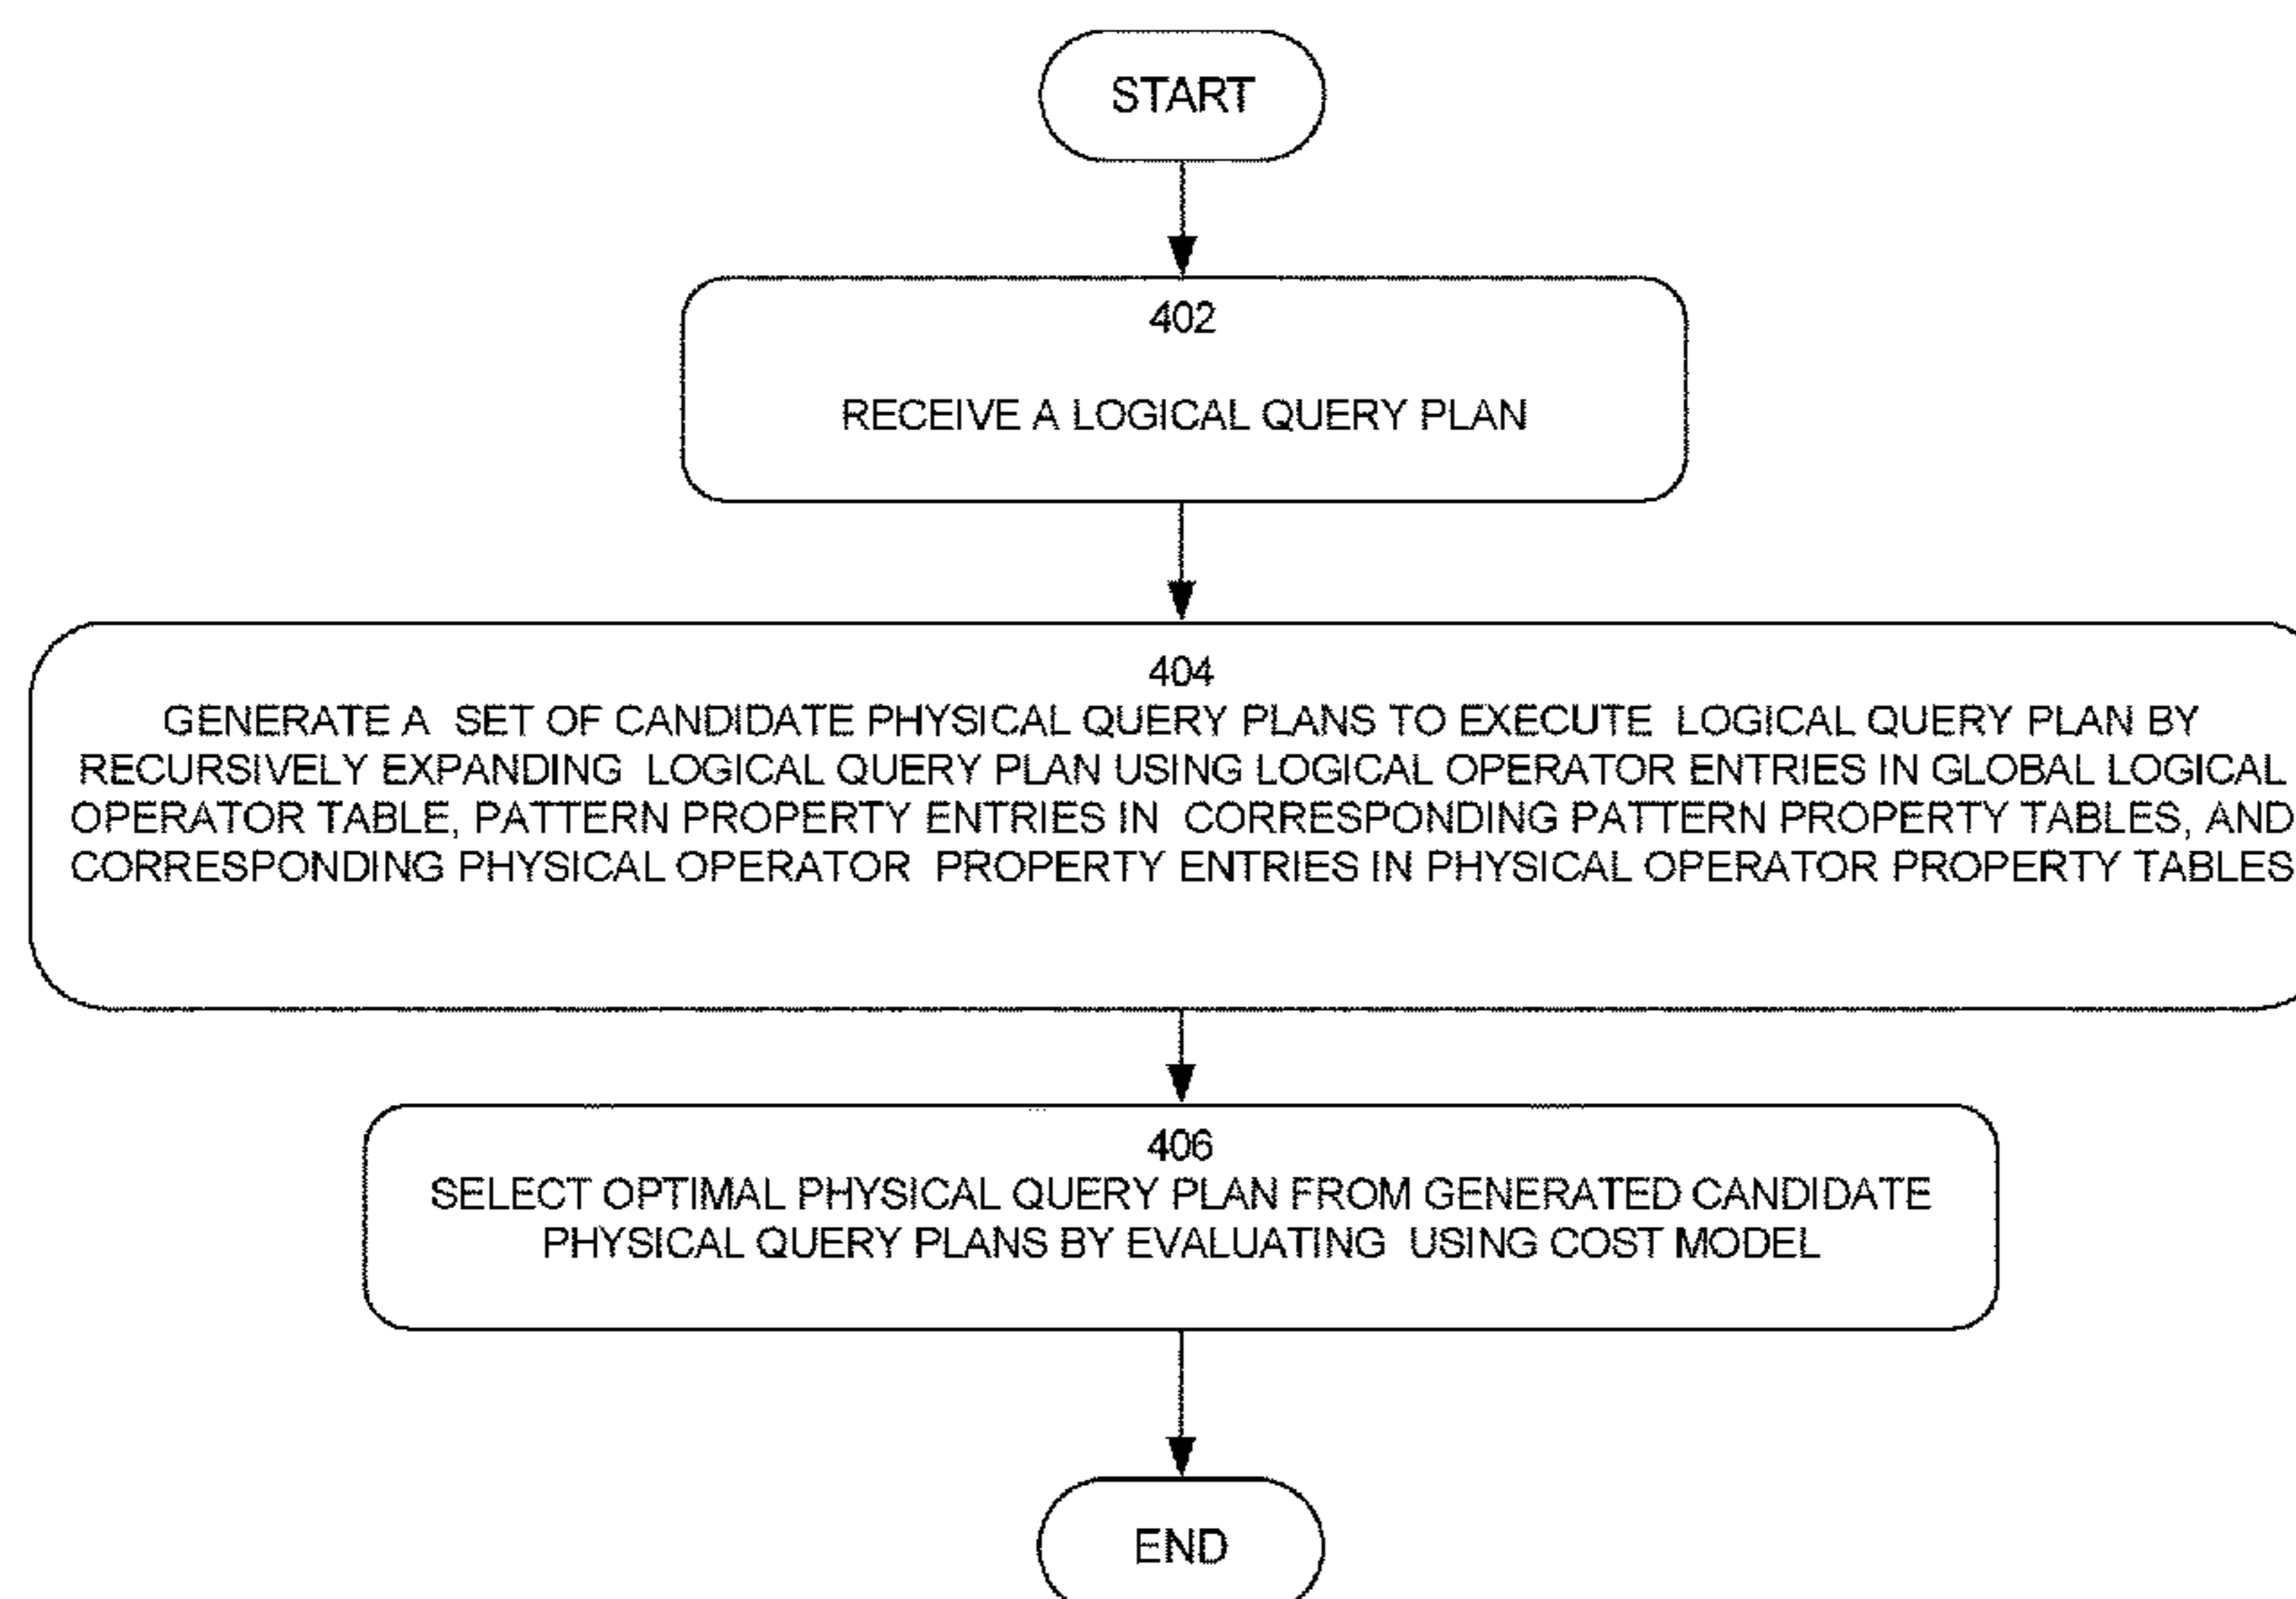 START
402
RECEIVE A LOGICAL QUERY PLAN
404
GENERATE A SET OF CANDIDATE PHYSICAL QUERY PLANS TO EXECUTE LOGICAL QUERY PLAN BY
RECURSIVELY EXPANDING LOGICAL QUERY PLAN USING LOGICAL OPERATOR ENTRIES IN GLOBAL LOGICAL
OPERATOR TABLE, PATTERN PROPERTY ENTRIES IN CORRESPONDING PATTERN PROPERTY TABLES, AND
CORRESPONDING PHYSICAL OPERATOR PROPERTY ENTRIES IN PHYSICAL OPERATOR PROPERTY TABLES
406
SELECT OPTIMAL PHYSICAL QUERY PLAN FROM GENERATED CANDIDATE
PHYSICAL QUERY PLANS BY EVALUATING USING COST MODEL
END